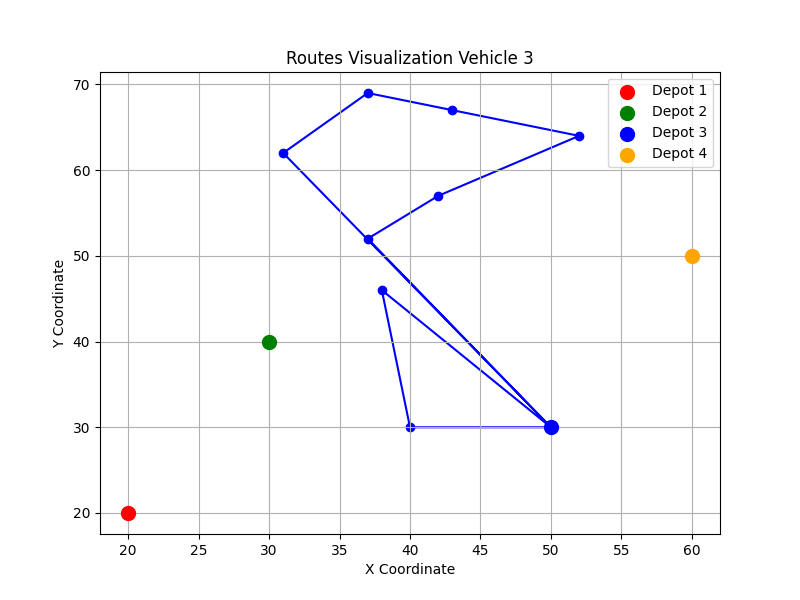 Routes Visualization Vehicle 3
Depot 1
Depot 2
Depot 3
Depot 4
Y Coordinate
70
60
50
40
30
20
20 25 30 35 40 45 50 55 60
X Coordinate